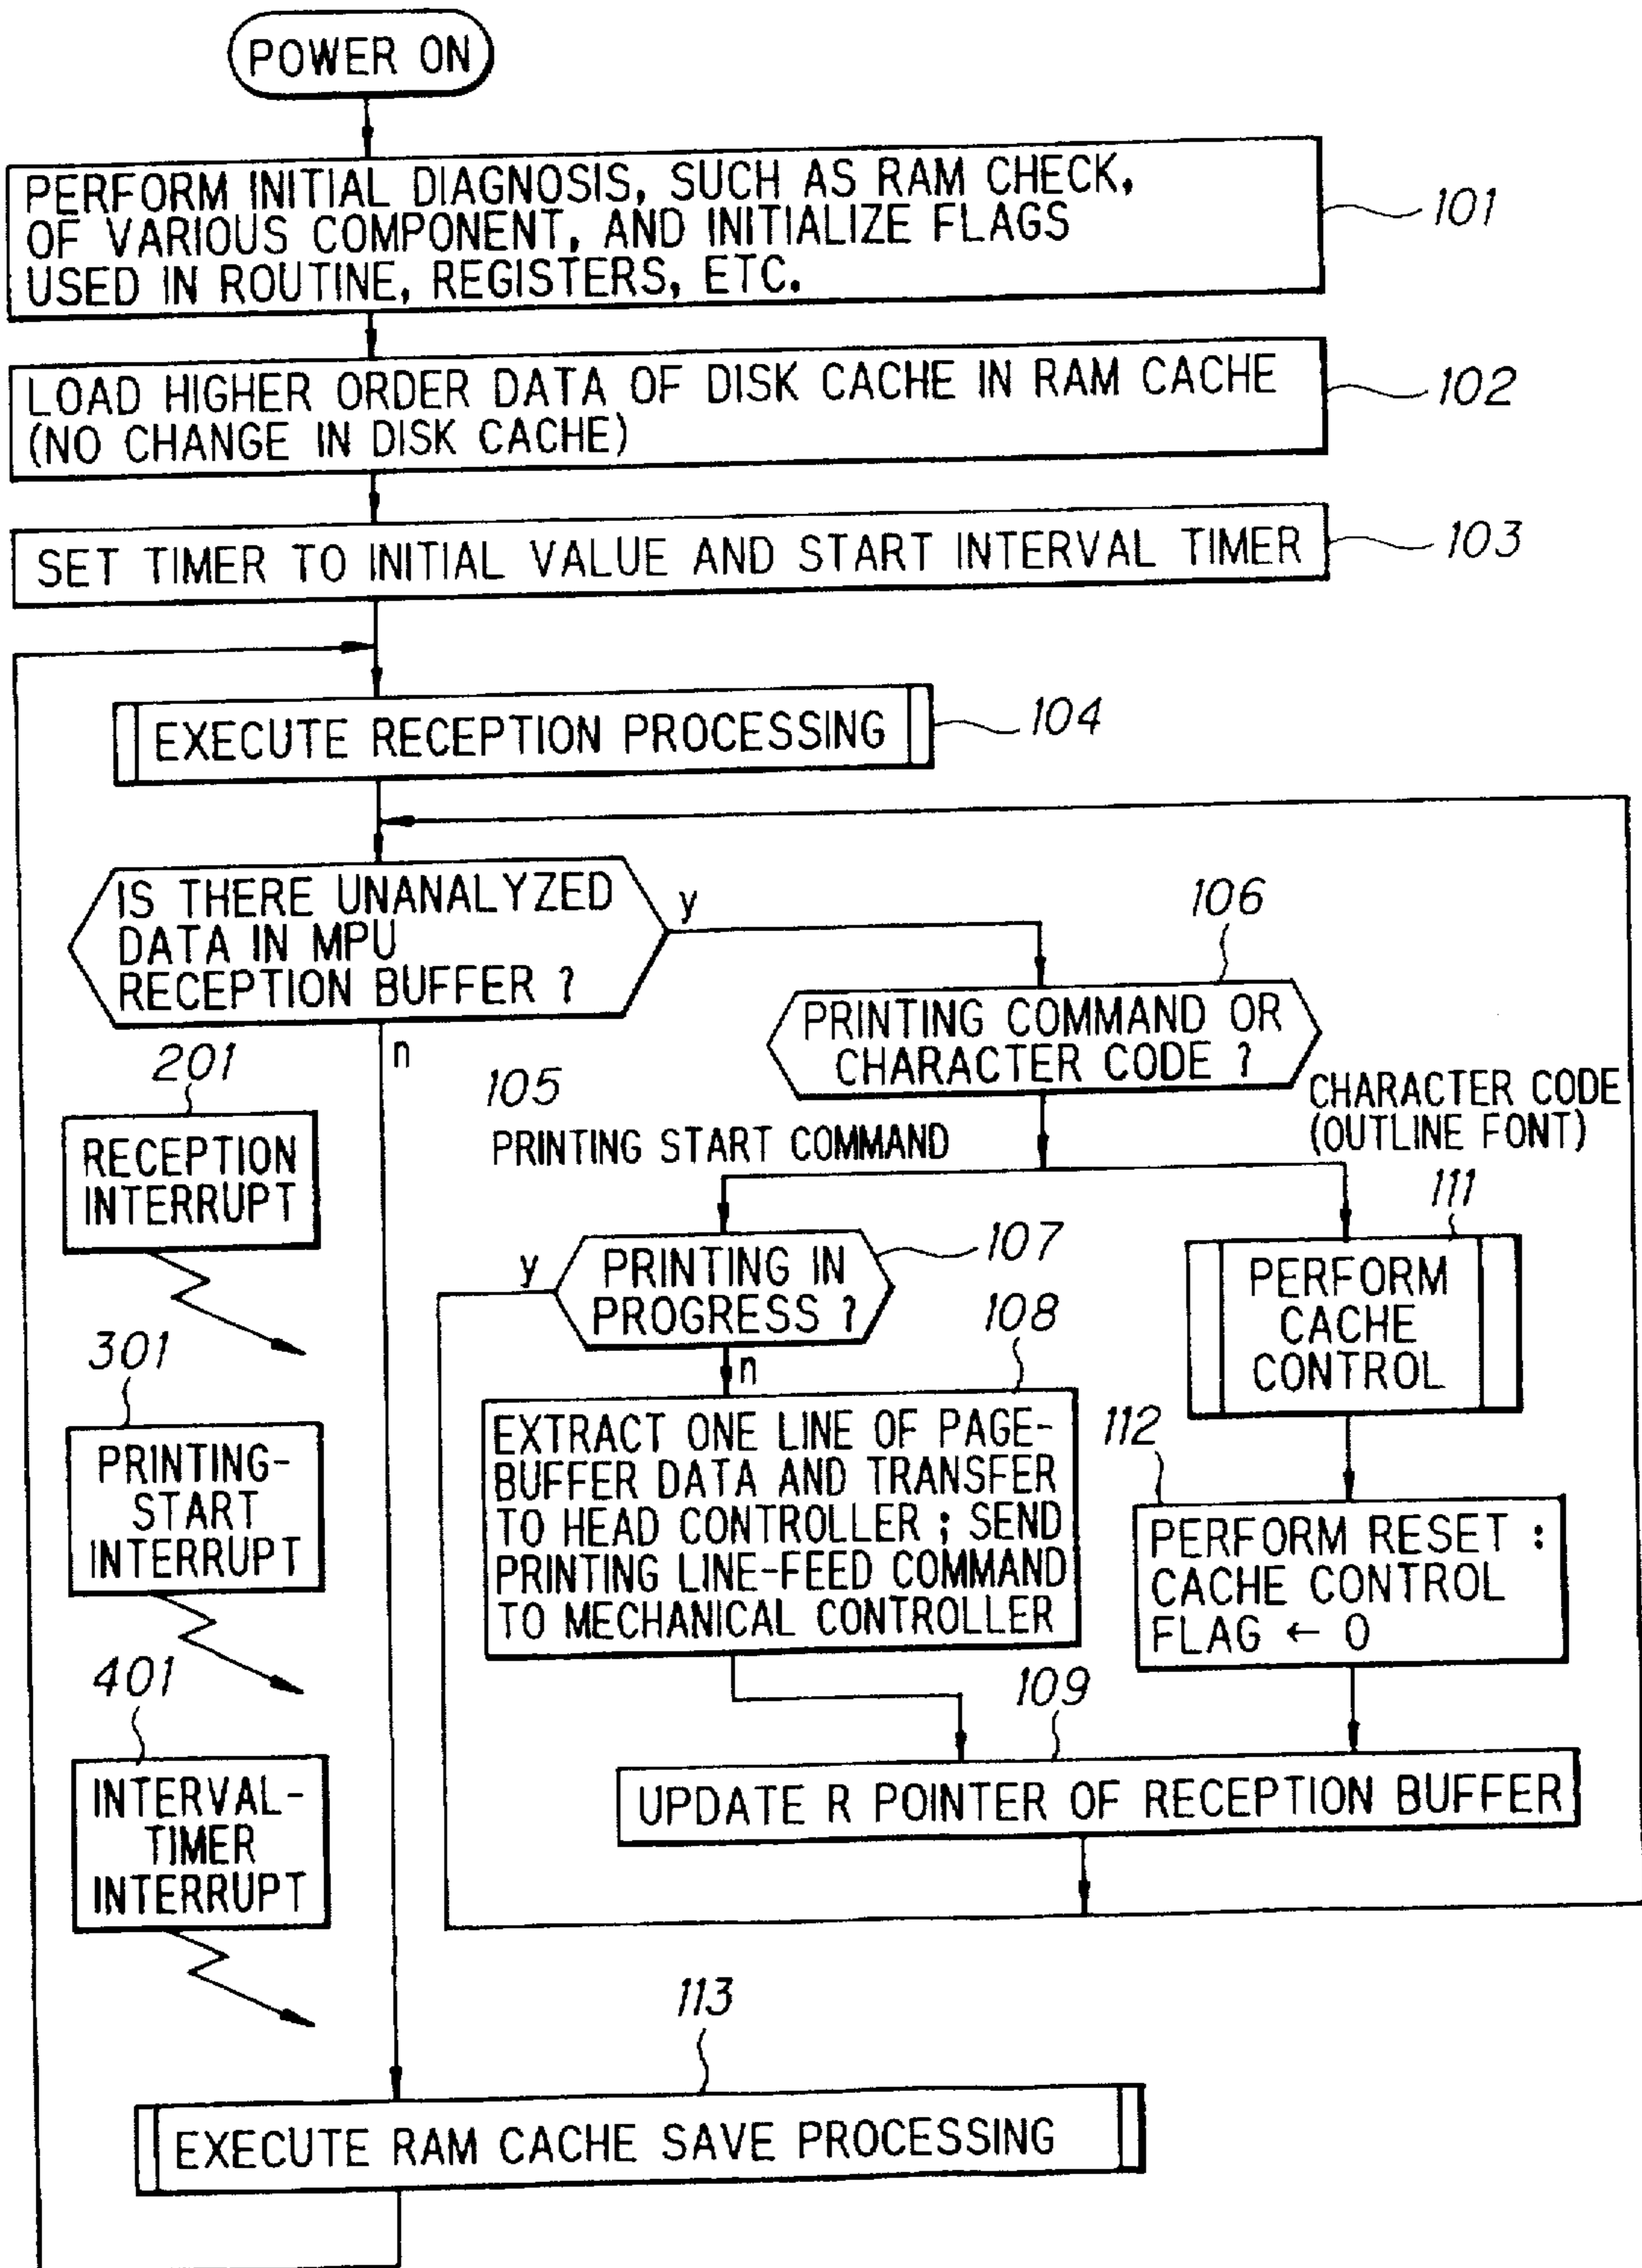 POWER ON
PERFORM INITIAL DIAGNOSIS, SUCH AS RAM CHECK,
OF VARIOUS COMPONENT, AND INITIALIZE FLAGS
USED IN ROUTINE, REGISTERS, ETC.
101
LOAD HIGHER ORDER DATA OF DISK CACHE IN RAM CACHE
(NO CHANGE IN DISK CACHE)
102
SET TIMER TO INITIAL VALUE AND START INTERVAL TIMER
103
EXECUTE RECEPTION PROCESSING
104
IS THERE UNANALYZED
DATA IN MPU
RECEPTION BUFFER ?
y
n
105
106
PRINTING COMMAND OR
CHARACTER CODE ?
PRINTING START COMMAND
CHARACTER CODE
(OUTLINE FONT)
201
RECEPTION
INTERRUPT
107
y
PRINTING IN
PROGRESS ?
n
111
PERFORM
CACHE
CONTROL
108
EXTRACT ONE LINE OF PAGE-
BUFFER DATA AND TRANSFER
TO HEAD CONTROLLER ; SEND
PRINTING LINE-FEED COMMAND
TO MECHANICAL CONTROLLER
112
PERFORM RESET :
CACHE CONTROL
FLAG ← 0
301
PRINTING-
START
INTERRUPT
109
UPDATE R POINTER OF RECEPTION BUFFER
401
INTERVAL-
TIMER
INTERRUPT
113
EXECUTE RAM CACHE SAVE PROCESSING